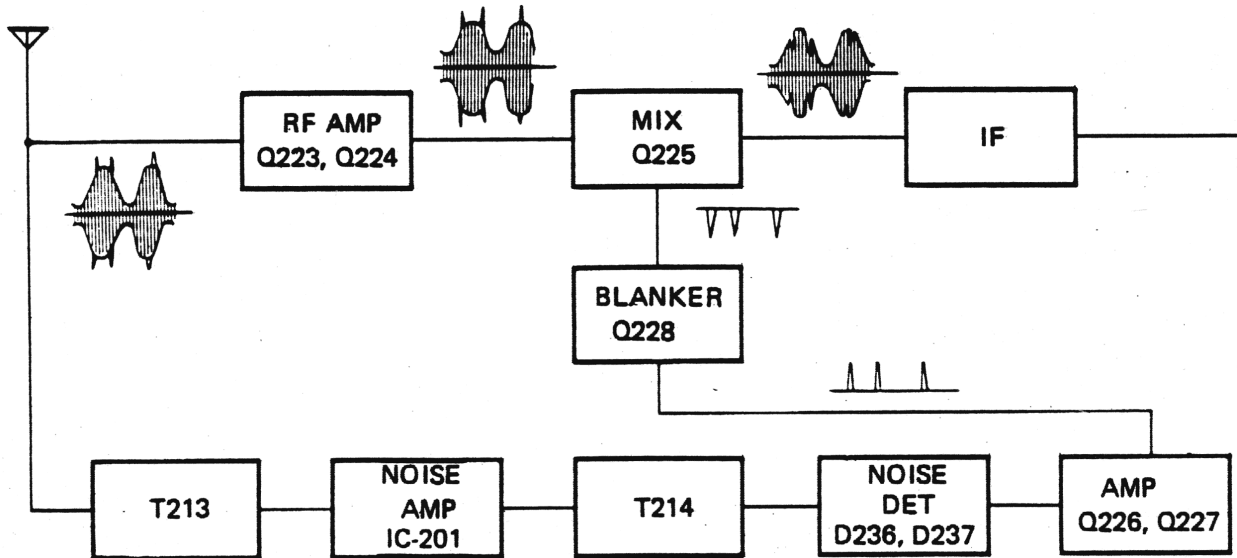 RF AMP
Q223, Q224
MIX
Q225
IF
BLANKER
Q228
T213
NOISE
AMP
IC-201
T214
NOISE
DET
D236, D237
AMP
Q226, Q227